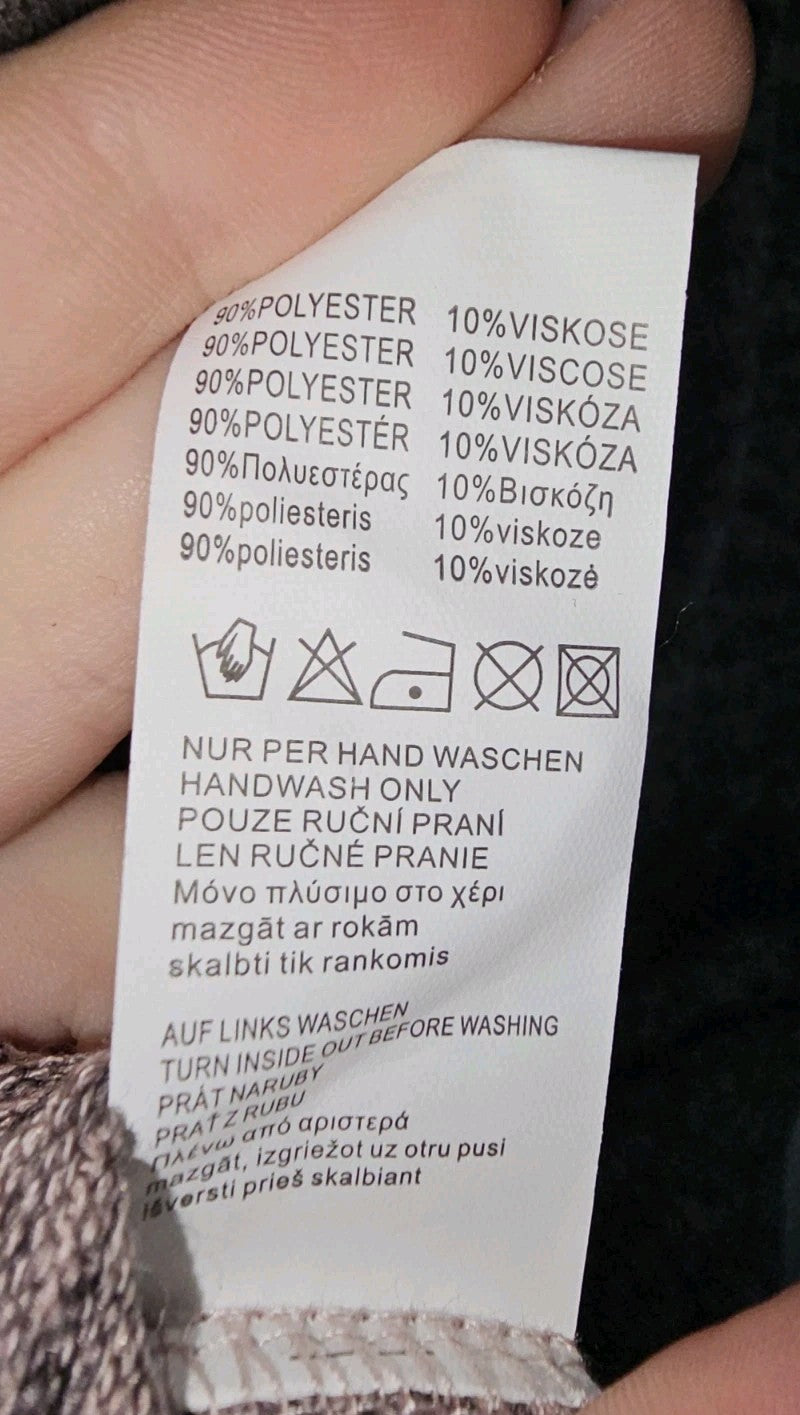 90%POLYESTER 10%VISKOSE
90%POLYESTER 10%VISCOSE
90%POLYESTER 10%VISKÓZA
90%POLYESTÉR 10%VISKÓZA
90%Πολυεστέρας 10%Βισκόζη
90%poliesteris 10%viskoze
90%poliesteris 10%viskozė
NUR PER HAND WASCHEN
HANDWASH ONLY
POUZE RUČNÍ PRANÍ
LEN RUČNÉ PRANIE
Μόνο πλύσιμο στο χέρι
mazgāt ar rokām
skalbti tik rankomis
AUF LINKS WASCHEN
TURN INSIDE OUT BEFORE WASHING
PRÁT NARUBY
PRAŤ Z RUBU
Πλένω από αριστερά
mazgāt, izgriežot uz otru pusi
išversti prieš skalbiant